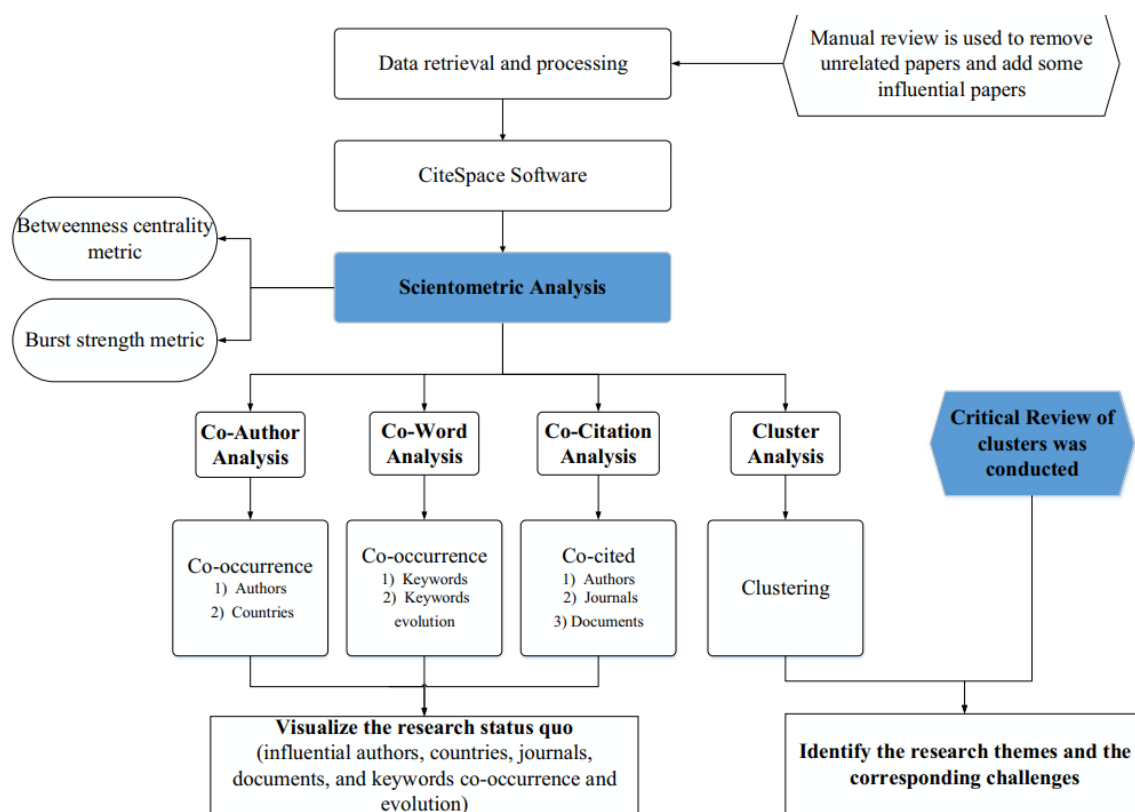 Manual review is used to remove
unrelated papers and add some
influential papers
Data retrieval and processing
CiteSpace Software
Betweenness centrality
metric
Scientometric Analysis
Burst strength metric
Co-Author
Analysis
Co-Word
Analysis
Co-Citation
Analysis
Cluster
Analysis
Critical Review of
clusters was
conducted
Co-occurrence
1) Authors
2) Countries
Co-occurrence
1) Keywords
2) Keywords
evolution
Co-cited
1) Authors
2) Journals
3) Documents
Clustering
Visualize the research status quo
(influential authors, countries, journals,
documents, and keywords co-occurrence and
evolution)
Identify the research themes and the
corresponding challenges